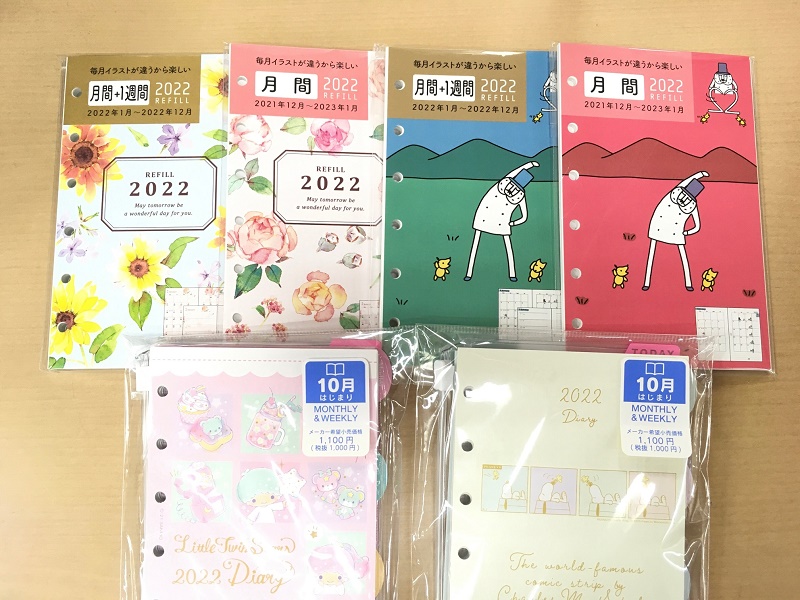 毎月イラストが違うから楽しい
月間+1週間
2022
REFILL
2022年1月～2022年12月
REFILL
2022
May tomorrow be
a wonderful day for you.
毎月イラストが違うから楽しい
月間
2022
REFILL
2021年12月～2023年1月
REFILL
2022
May tomorrow be
a wonderful day for you.
毎月イラストが違うから楽しい
月間+1週間
2022
REFILL
2022年1月～2022年12月
毎月イラストが違うから楽しい
月間
2022
REFILL
2021年12月～2023年1月
10月
はじまり
MONTHLY
& WEEKLY
メーカー希望小売価格
1,100円
(税抜1,000円)
Little Twin Stars
2022 Diary
TODAY
10月
はじまり
MONTHLY
& WEEKLY
メーカー希望小売価格
1,100円
(税抜1,000円)
2022
Diary
The world-famous
comic strip by